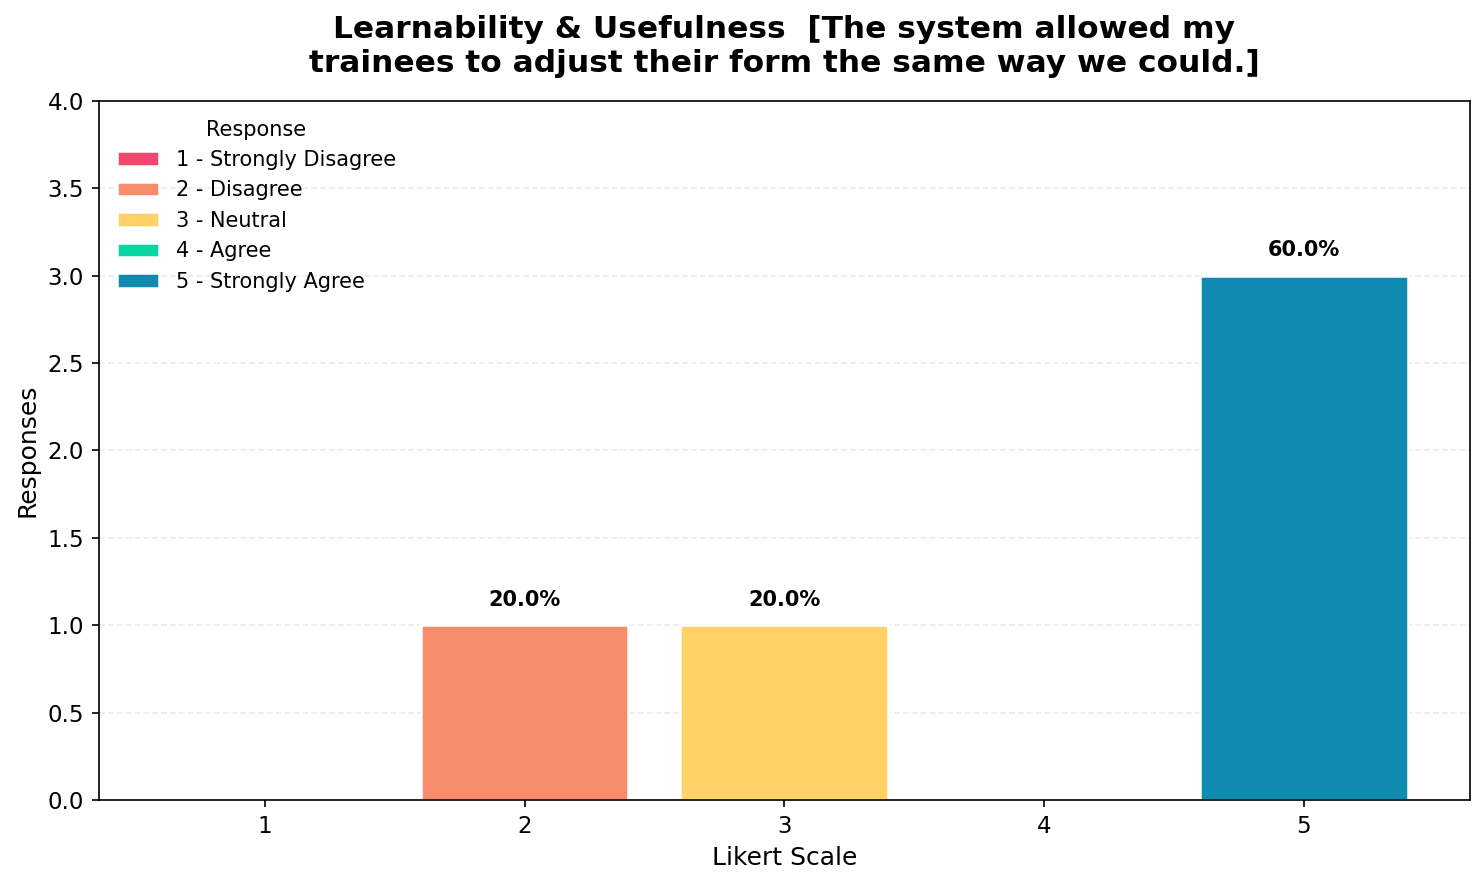 Learnability & Usefulness  [The system allowed my
trainees to adjust their form the same way we could.]
4.0
3.5
3.0
2.5
2.0
1.5
1.0
0.5
0.0
Responses
Response
1 - Strongly Disagree
2 - Disagree
3 - Neutral
4 - Agree
5 - Strongly Agree
20.0%
20.0%
60.0%
1
2
3
4
5
Likert Scale